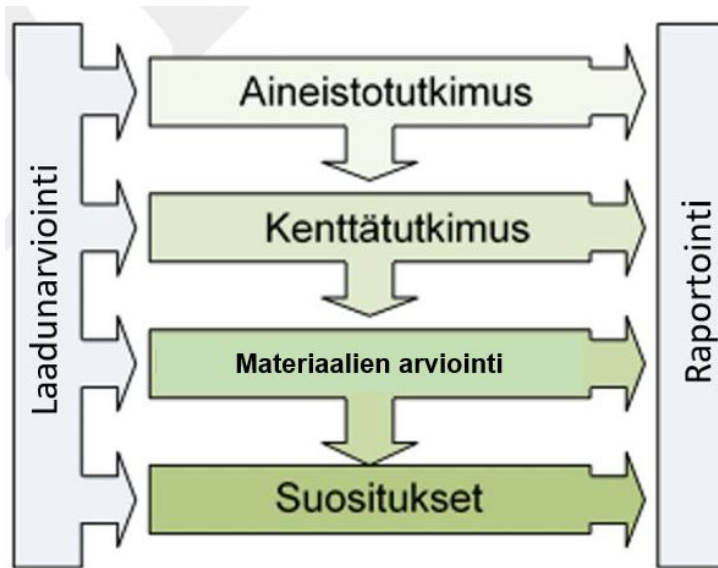 Laadunarviointi
Aineistotutkimus
Kenttätutkimus
Materiaalien arviointi
Suositukset
Raportointi